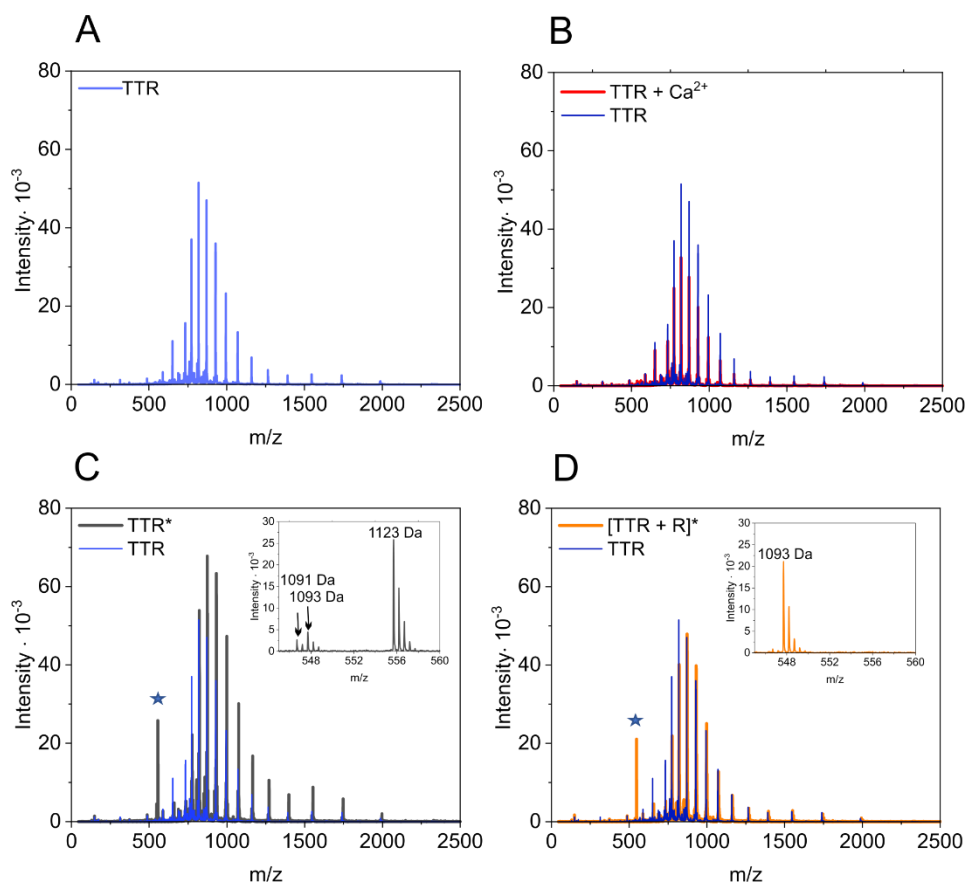 A
80
60
40
20
0
Intensity· 10⁻³
TTR
0 500 1000 1500 2000 2500
m/z
B
80
60
40
20
0
Intensity· 10⁻³
TTR + Ca²⁺
TTR
500 1000 1500 2000 2500
m/z
C
80
60
40
20
0
Intensity· 10⁻³
TTR*
TTR
30
25
20
15
10
5
0
Intensity · 10⁻³
1091 Da
1093 Da
1123 Da
548 552 556 560
m/z
0 500 1000 1500 2000 2500
m/z
D
80
60
40
20
0
Intensity· 10⁻³
[TTR + R]*
TTR
30
25
20
15
10
5
0
Intensity · 10⁻³
1093 Da
548 552 556 560
m/z
0 500 1000 1500 2000 2500
m/z